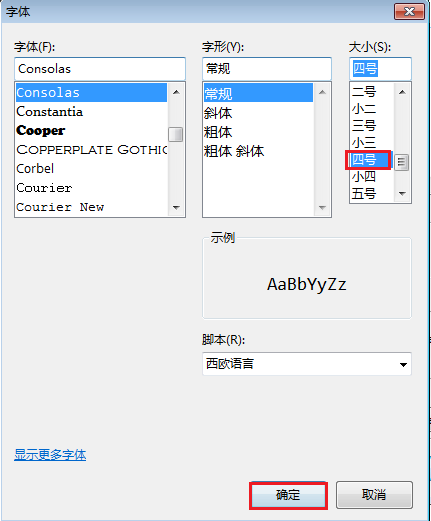 字体
字体(F):
字形(Y):
大小(S):
Consolas
常规
四号
Consolas
Constantia
Cooper
COPPERPLATE GOTHIC
Corbel
Courier
Courier New
常规
斜体
粗体
粗体 斜体
二号
小二
三号
小三
四号
小四
五号
示例
AaBbYyZz
脚本(R):
西欧语言
显示更多字体
确定
取消